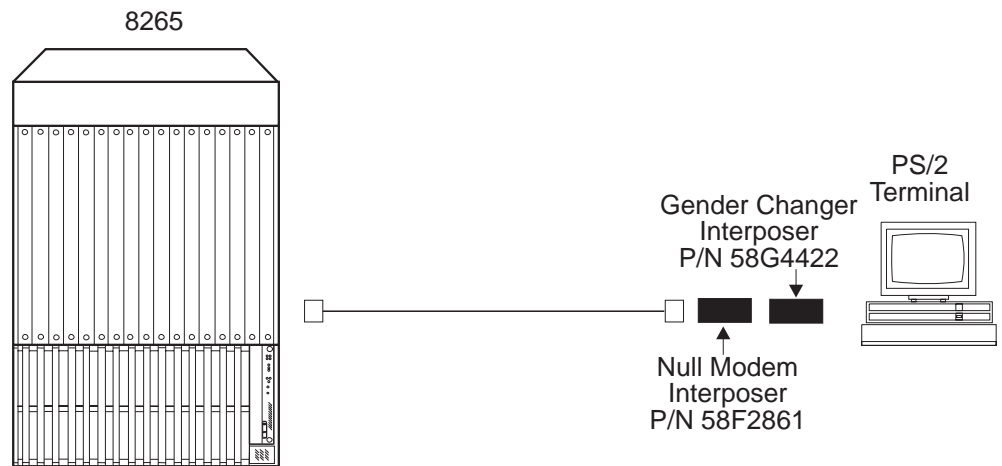 8265
PS/2
Terminal
Gender Changer
Interposer
P/N 58G4422
Null Modem
Interposer
P/N 58F2861